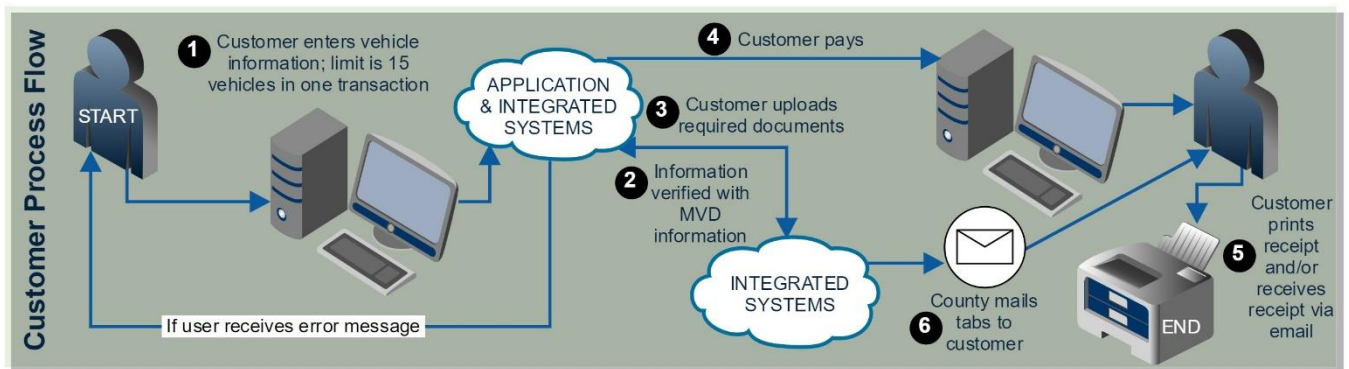 Customer Process Flow
START
1 Customer enters vehicle
information; limit is 15
vehicles in one transaction
APPLICATION
& INTEGRATED
SYSTEMS
2 Information
verified with
MVD
information
3 Customer uploads
required documents
4 Customer pays
INTEGRATED
SYSTEMS
5 Customer
prints
receipt
and/or
receives
receipt via
email
6 County mails
tabs to
customer
END
If user receives error message